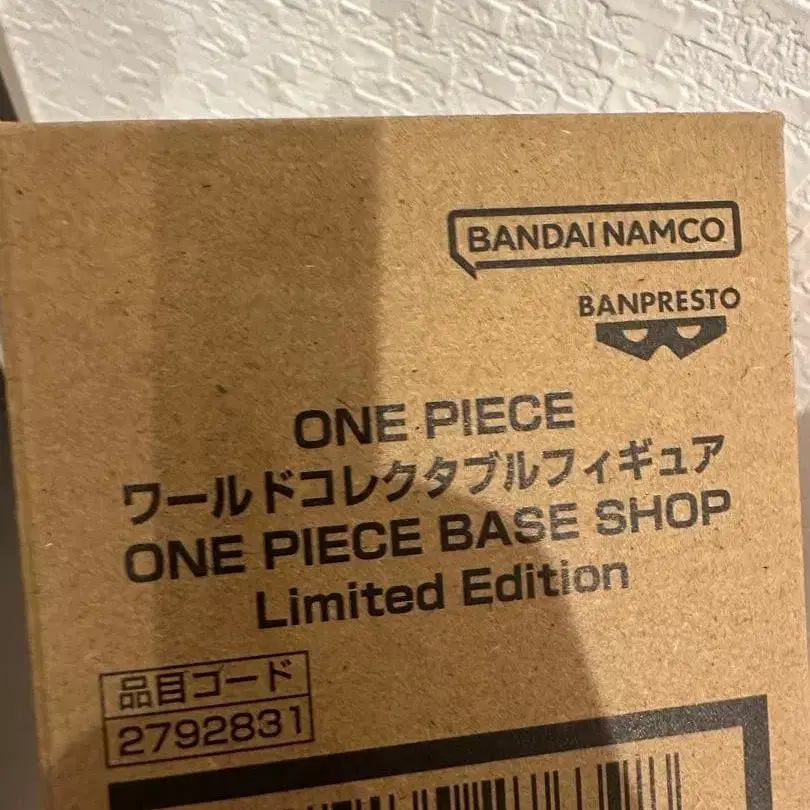 BANDAI NAMCO
BANPRESTO
ONE PIECE
ワールドコレクタブルフィギュア
ONE PIECE BASE SHOP
Limited Edition
品目コード
2792831